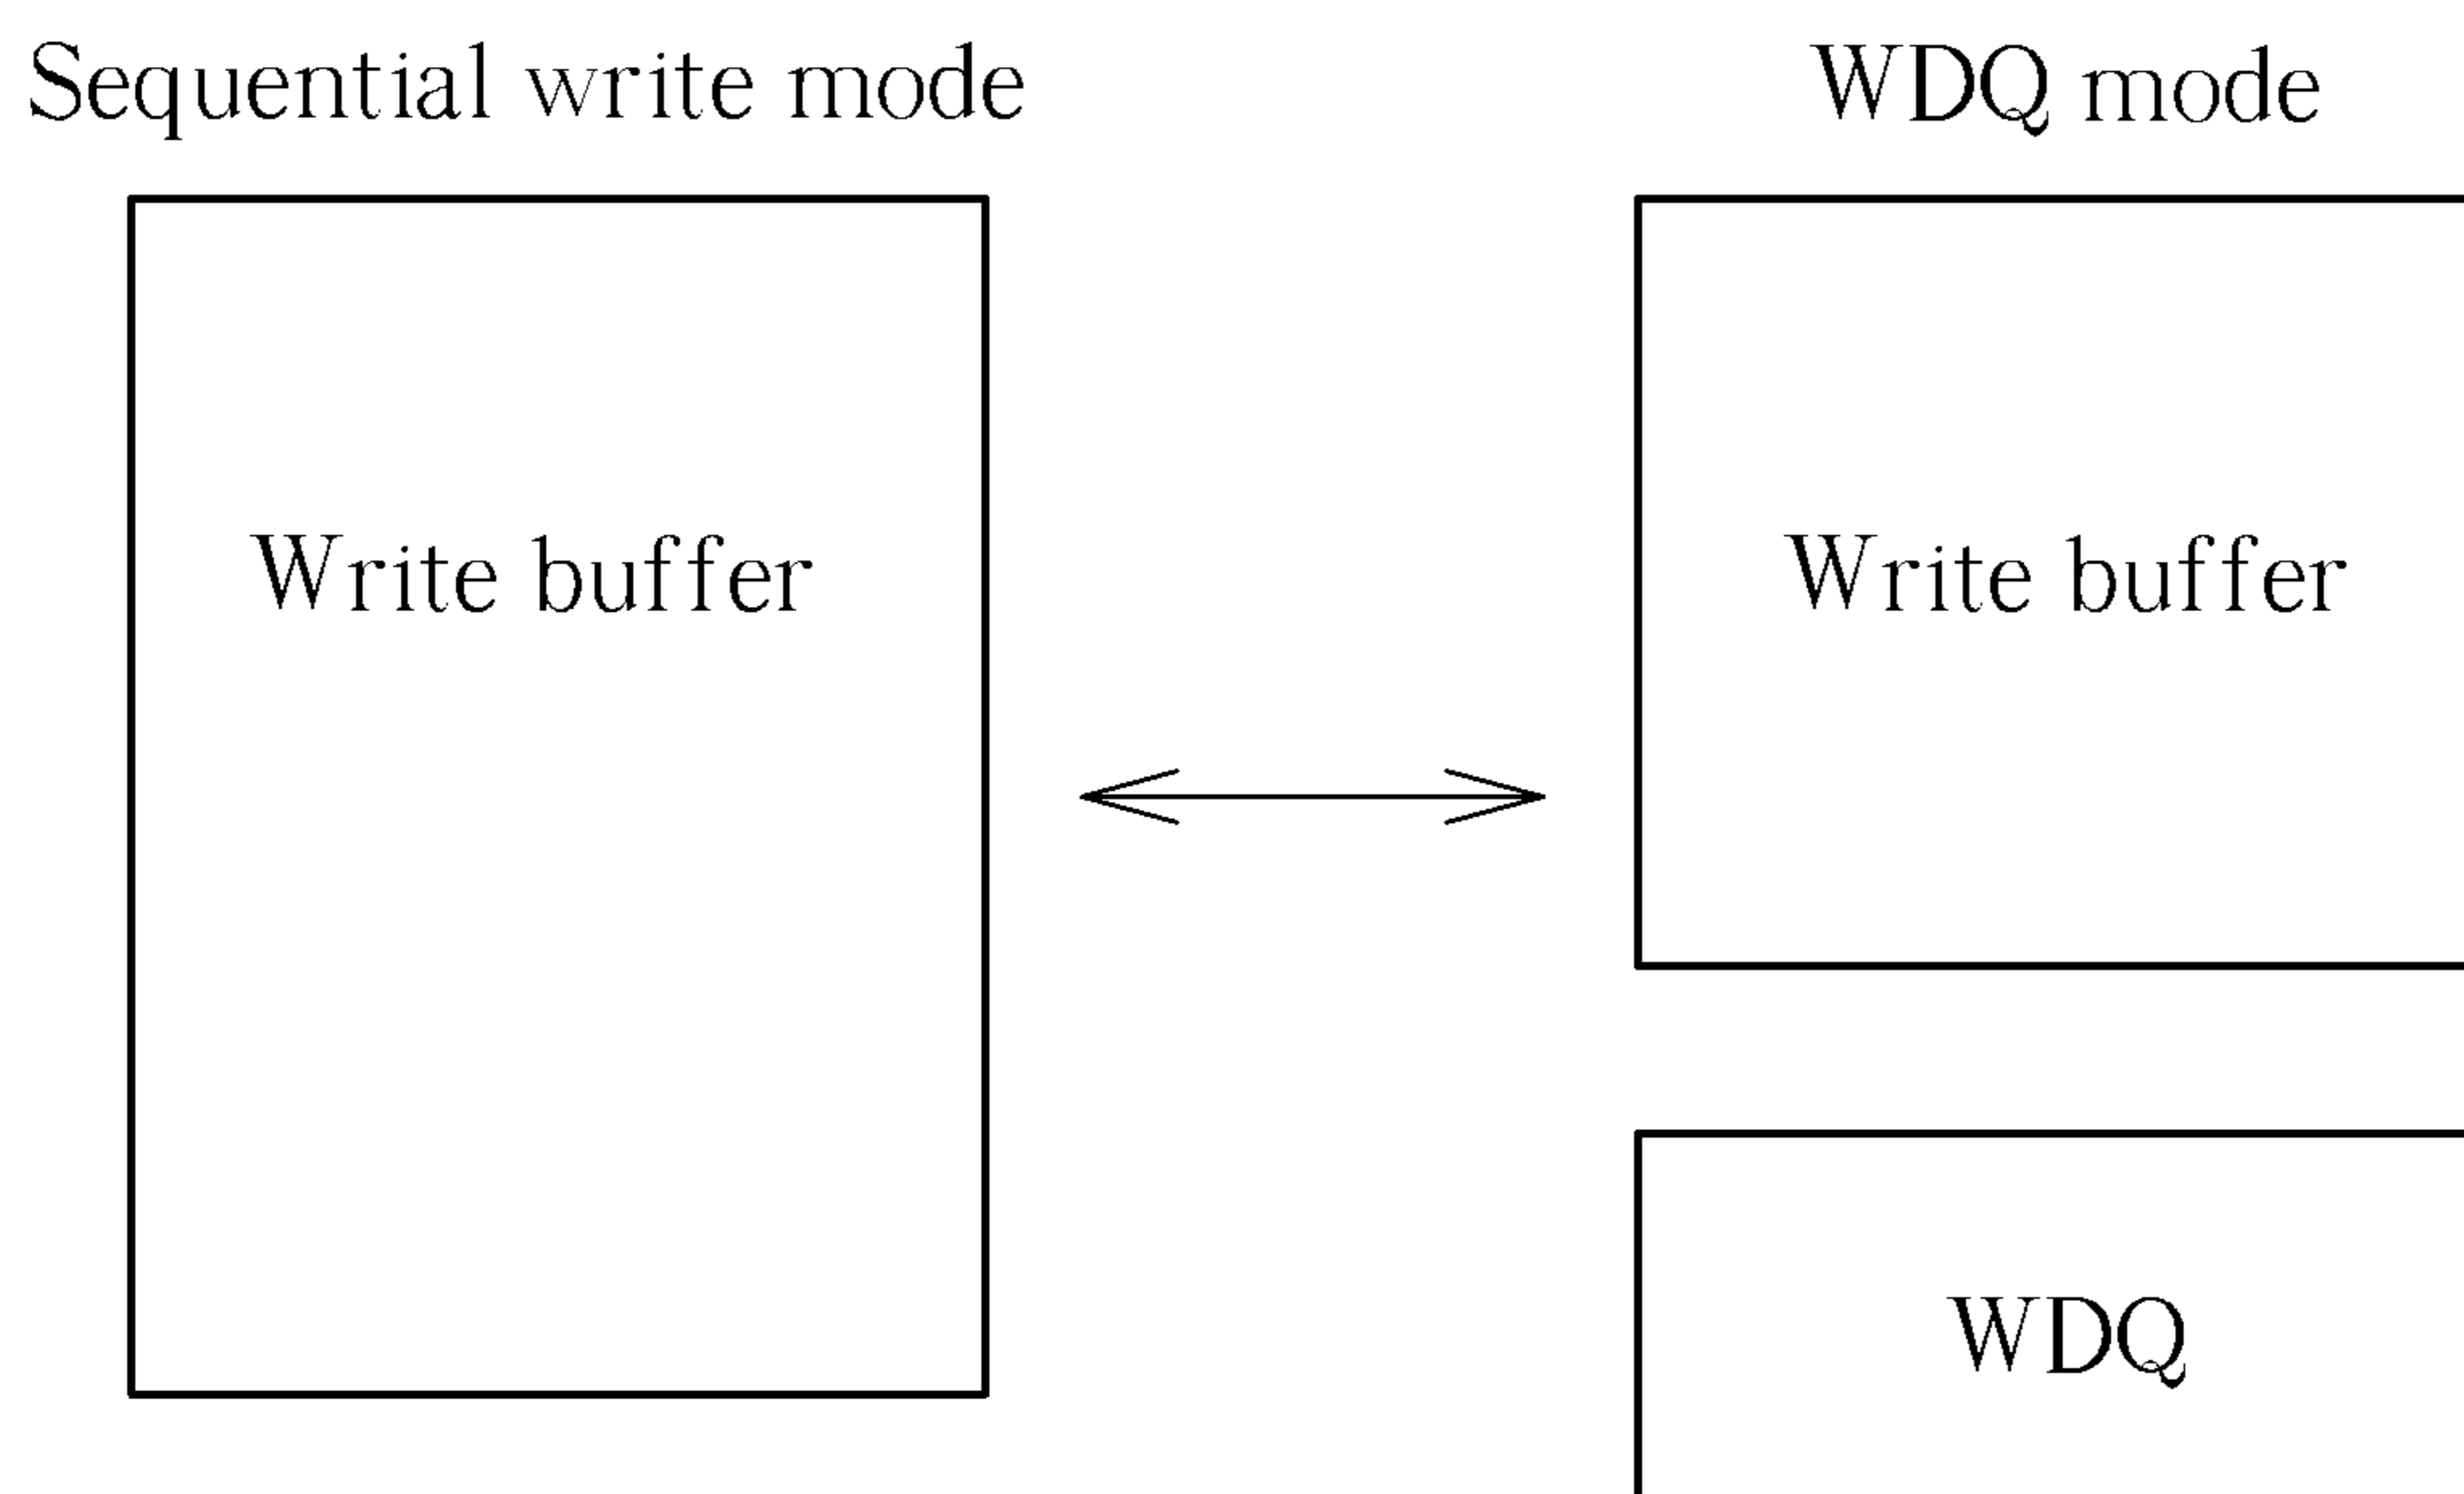 Sequential write mode
WDQ mode
Write buffer
Write buffer
WDQ